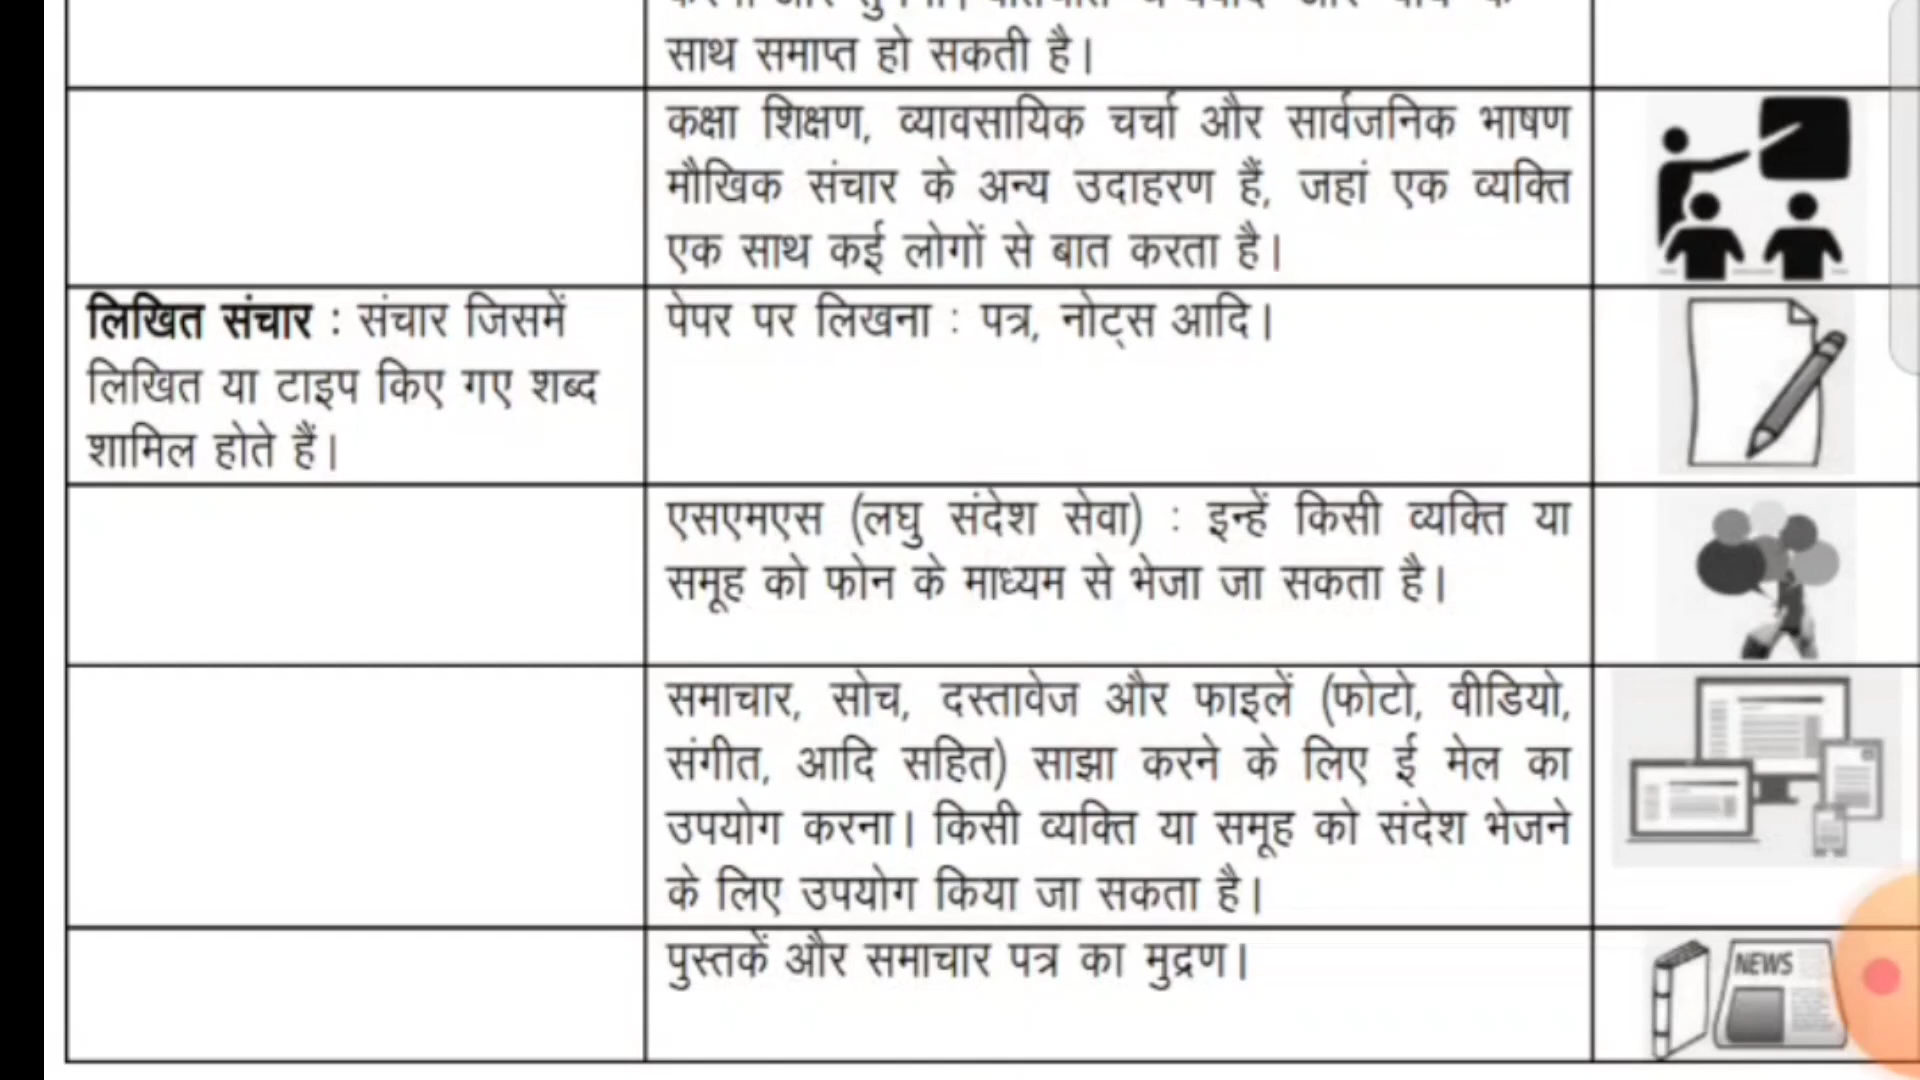 साथ समाप्त हो सकती है।
कक्षा शिक्षण, व्यावसायिक चर्चा और सार्वजनिक भाषण
मौखिक संचार के अन्य उदाहरण हैं, जहां एक व्यक्ति
एक साथ कई लोगों से बात करता है।
लिखित संचार : संचार जिसमें
लिखित या टाइप किए गए शब्द
शामिल होते हैं।
पेपर पर लिखना : पत्र, नोट्स आदि।
एसएमएस (लघु संदेश सेवा) : इन्हें किसी व्यक्ति या
समूह को फोन के माध्यम से भेजा जा सकता है।
समाचार, सोच, दस्तावेज और फाइलें (फोटो, वीडियो,
संगीत, आदि सहित) साझा करने के लिए ई मेल का
उपयोग करना। किसी व्यक्ति या समूह को संदेश भेजने
के लिए उपयोग किया जा सकता है।
पुस्तकें और समाचार पत्र का मुद्रण।
NEWS